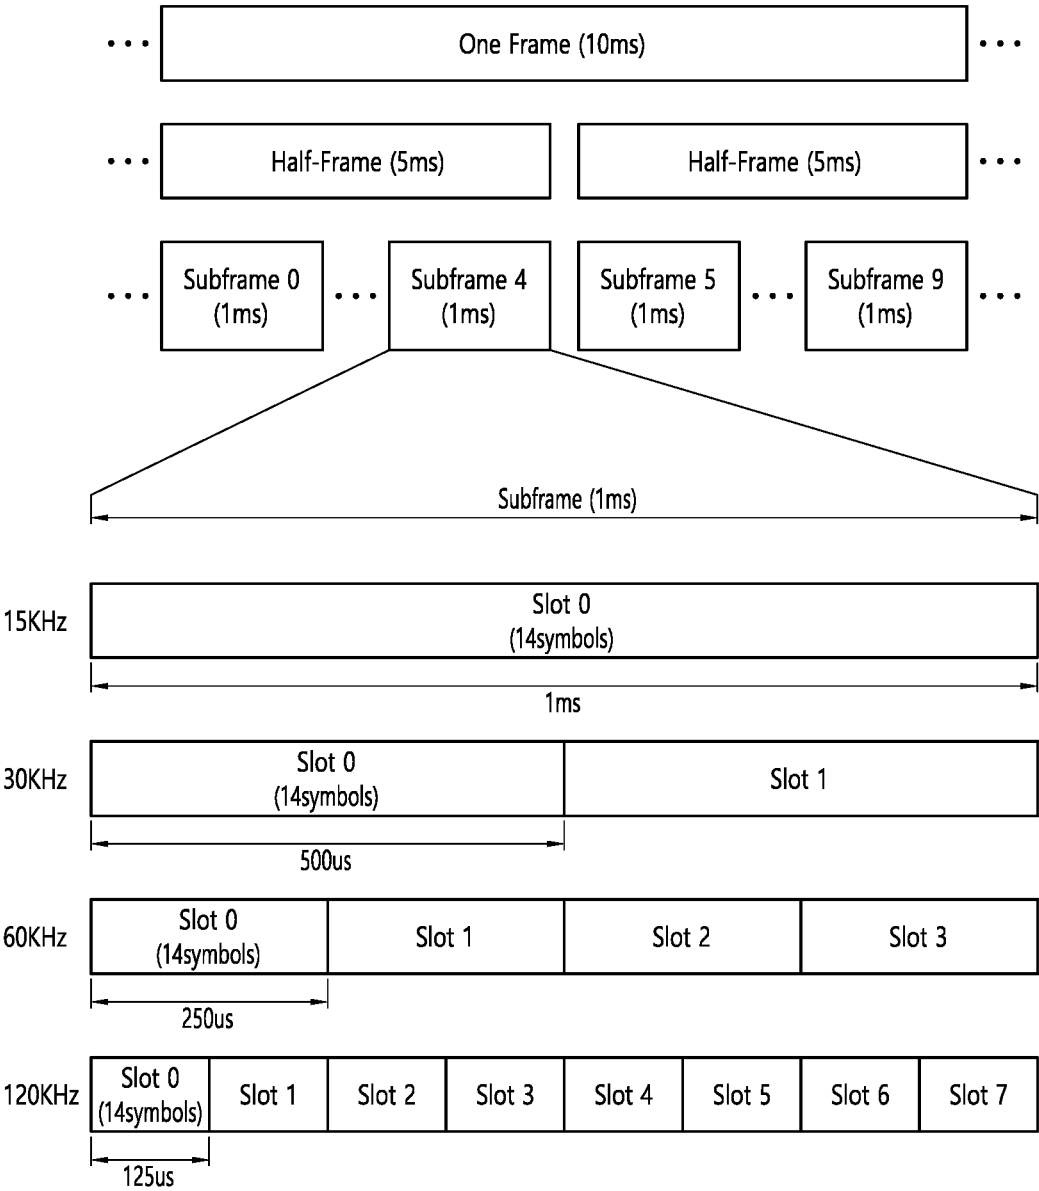 ··· One Frame (10ms) ···
··· Half-Frame (5ms) Half-Frame (5ms) ···
··· Subframe 0 ··· Subframe 4 Subframe 5 ··· Subframe 9 ···
(1ms) (1ms) (1ms) (1ms)
Subframe (1ms)
15KHz Slot 0
(14symbols)
1ms
30KHz Slot 0 Slot 1
(14symbols)
500us
60KHz Slot 0 Slot 1 Slot 2 Slot 3
(14symbols)
250us
120KHz Slot 0 Slot 1 Slot 2 Slot 3 Slot 4 Slot 5 Slot 6 Slot 7
(14symbols)
125us